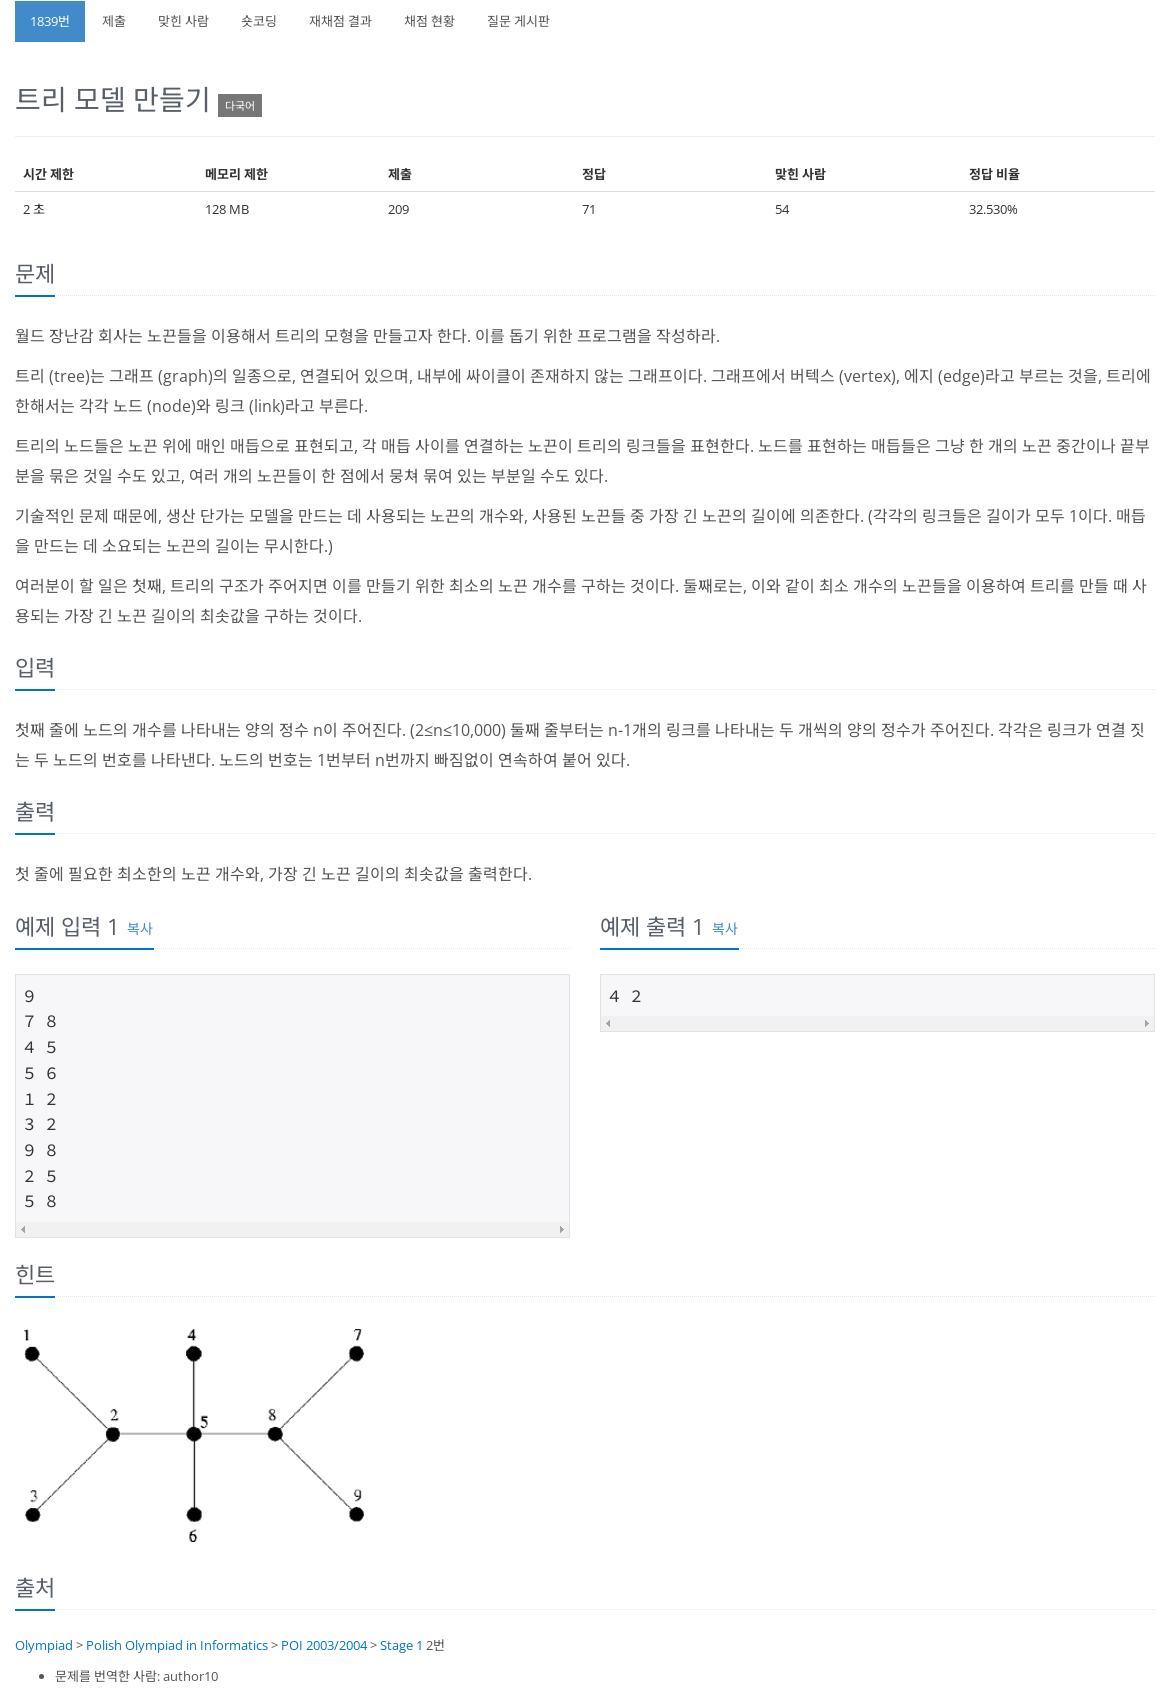 1839번 제출 맞힌 사람 숏코딩 재채점 결과 채점 현황 질문 게시판
트리 모델 만들기 다국어
시간 제한 메모리 제한 제출 정답 맞힌 사람 정답 비율
2 초 128 MB 209 71 54 32.530%
문제
월드 장난감 회사는 노끈들을 이용해서 트리의 모형을 만들고자 한다. 이를 돕기 위한 프로그램을 작성하라.
트리 (tree)는 그래프 (graph)의 일종으로, 연결되어 있으며, 내부에 싸이클이 존재하지 않는 그래프이다. 그래프에서 버텍스 (vertex), 에지 (edge)라고 부르는 것을, 트리에
한해서는 각각 노드 (node)와 링크 (link)라고 부른다.
트리의 노드들은 노끈 위에 매인 매듭으로 표현되고, 각 매듭 사이를 연결하는 노끈이 트리의 링크들을 표현한다. 노드를 표현하는 매듭들은 그냥 한 개의 노끈 중간이나 끝부
분을 묶은 것일 수도 있고, 여러 개의 노끈들이 한 점에서 뭉쳐 묶여 있는 부분일 수도 있다.
기술적인 문제 때문에, 생산 단가는 모델을 만드는 데 사용되는 노끈의 개수와, 사용된 노끈들 중 가장 긴 노끈의 길이에 의존한다. (각각의 링크들은 길이가 모두 1이다. 매듭
을 만드는 데 소요되는 노끈의 길이는 무시한다.)
여러분이 할 일은 첫째, 트리의 구조가 주어지면 이를 만들기 위한 최소의 노끈 개수를 구하는 것이다. 둘째로는, 이와 같이 최소 개수의 노끈들을 이용하여 트리를 만들 때 사
용되는 가장 긴 노끈 길이의 최솟값을 구하는 것이다.
입력
첫째 줄에 노드의 개수를 나타내는 양의 정수 n이 주어진다. (2≤n≤10,000) 둘째 줄부터는 n-1개의 링크를 나타내는 두 개씩의 양의 정수가 주어진다. 각각은 링크가 연결 짓
는 두 노드의 번호를 나타낸다. 노드의 번호는 1번부터 n번까지 빠짐없이 연속하여 붙어 있다.
출력
첫 줄에 필요한 최소한의 노끈 개수와, 가장 긴 노끈 길이의 최솟값을 출력한다.
예제 입력 1 복사
9
7 8
4 5
5 6
1 2
3 2
9 8
2 5
5 8
예제 출력 1 복사
4 2
힌트
1 4 7
2 5 8
3 6 9
출처
Olympiad > Polish Olympiad in Informatics > POI 2003/2004 > Stage 1 2번
문제를 번역한 사람: author10